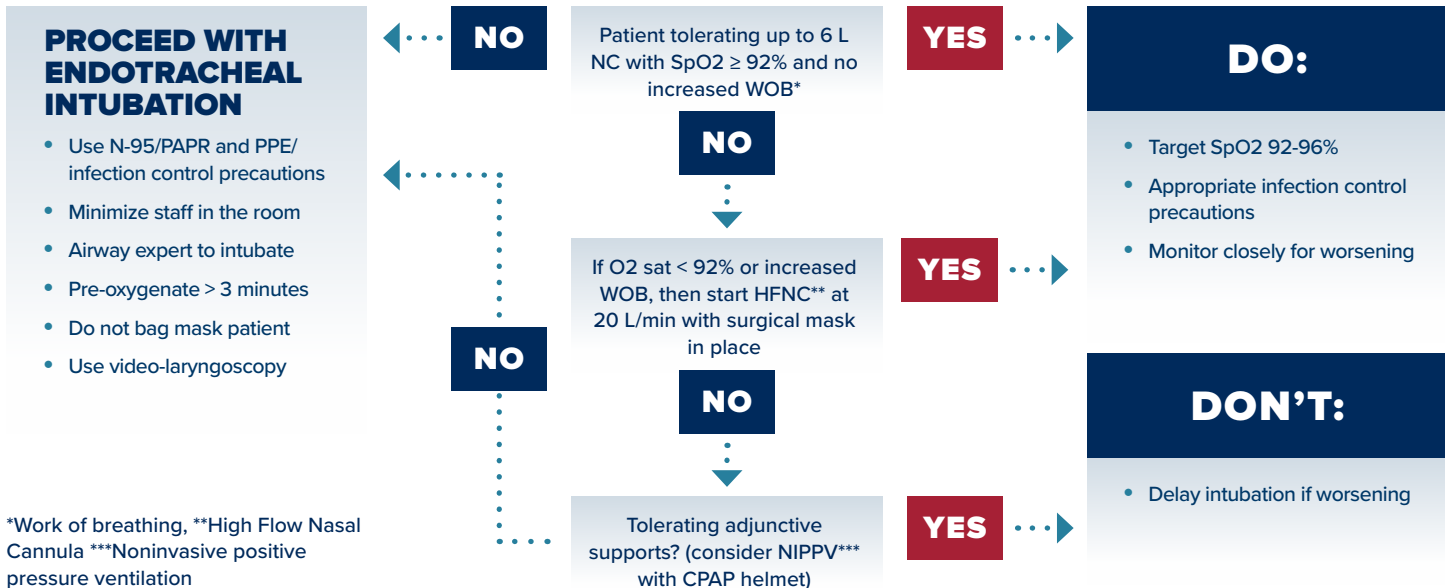 PROCEED WITH
ENDOTRACHEAL
INTUBATION
• Use N-95/PAPR and PPE/
infection control precautions
• Minimize staff in the room
• Airway expert to intubate
• Pre-oxygenate > 3 minutes
• Do not bag mask patient
• Use video-laryngoscopy
NO
Patient tolerating up to 6 L
NC with SpO2 ≥ 92% and no
increased WOB*
YES
NO
If O2 sat < 92% or increased
WOB, then start HFNC** at
20 L/min with surgical mask
in place
YES
NO
NO
Tolerating adjunctive
supports? (consider NIPPV***
with CPAP helmet)
YES
DO:
• Target SpO2 92-96%
• Appropriate infection control
precautions
• Monitor closely for worsening
DON’T:
• Delay intubation if worsening
*Work of breathing, **High Flow Nasal
Cannula ***Noninvasive positive
pressure ventilation